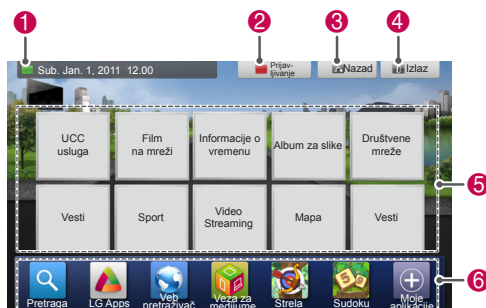 1
2
3
4
Sub. Jan. 1, 2011 12.00
Prijav-
ljivanje
Nazad
Izlaz
UCC
usluga
Film
na mreži
Informacije o
vremenu
Album za slike
Društvene
mreže
5
Vesti
Sport
Video
Streaming
Mapa
Vesti
6
Pretraga
LG Apps
Veb
pretraživač
Veza za
medijume
Strela
Sudoku
Moje
aplikacije